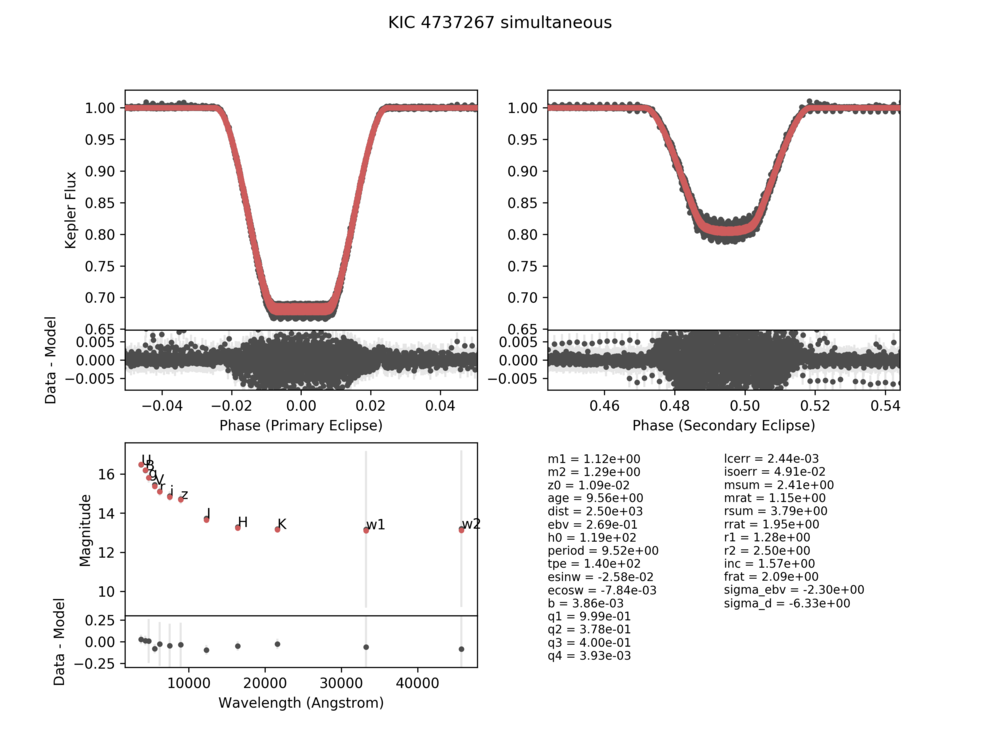 KIC 4737267 simultaneous
1.00
0.95
0.90
0.85
0.80
0.75
0.70
0.65
Kepler Flux
0.005
0.000
−0.005
Data - Model
−0.04 −0.02 0.00 0.02 0.04
Phase (Primary Eclipse)
1.00
0.95
0.90
0.85
0.80
0.75
0.70
0.65
0.005
0.000
−0.005
0.46 0.48 0.50 0.52 0.54
Phase (Secondary Eclipse)
16
14
12
10
Magnitude
U
B
g
V
r
i
z
J
H
K
w1
w2
0.25
0.00
−0.25
Data - Model
10000 20000 30000 40000
Wavelength (Angstrom)
m1 = 1.12e+00
m2 = 1.29e+00
z0 = 1.09e-02
age = 9.56e+00
dist = 2.50e+03
ebv = 2.69e-01
h0 = 1.19e+02
period = 9.52e+00
tpe = 1.40e+02
esinw = -2.58e-02
ecosw = -7.84e-03
b = 3.86e-03
q1 = 9.99e-01
q2 = 3.78e-01
q3 = 4.00e-01
q4 = 3.93e-03
lcerr = 2.44e-03
isoerr = 4.91e-02
msum = 2.41e+00
mrat = 1.15e+00
rsum = 3.79e+00
rrat = 1.95e+00
r1 = 1.28e+00
r2 = 2.50e+00
inc = 1.57e+00
frat = 2.09e+00
sigma_ebv = -2.30e+00
sigma_d = -6.33e+00